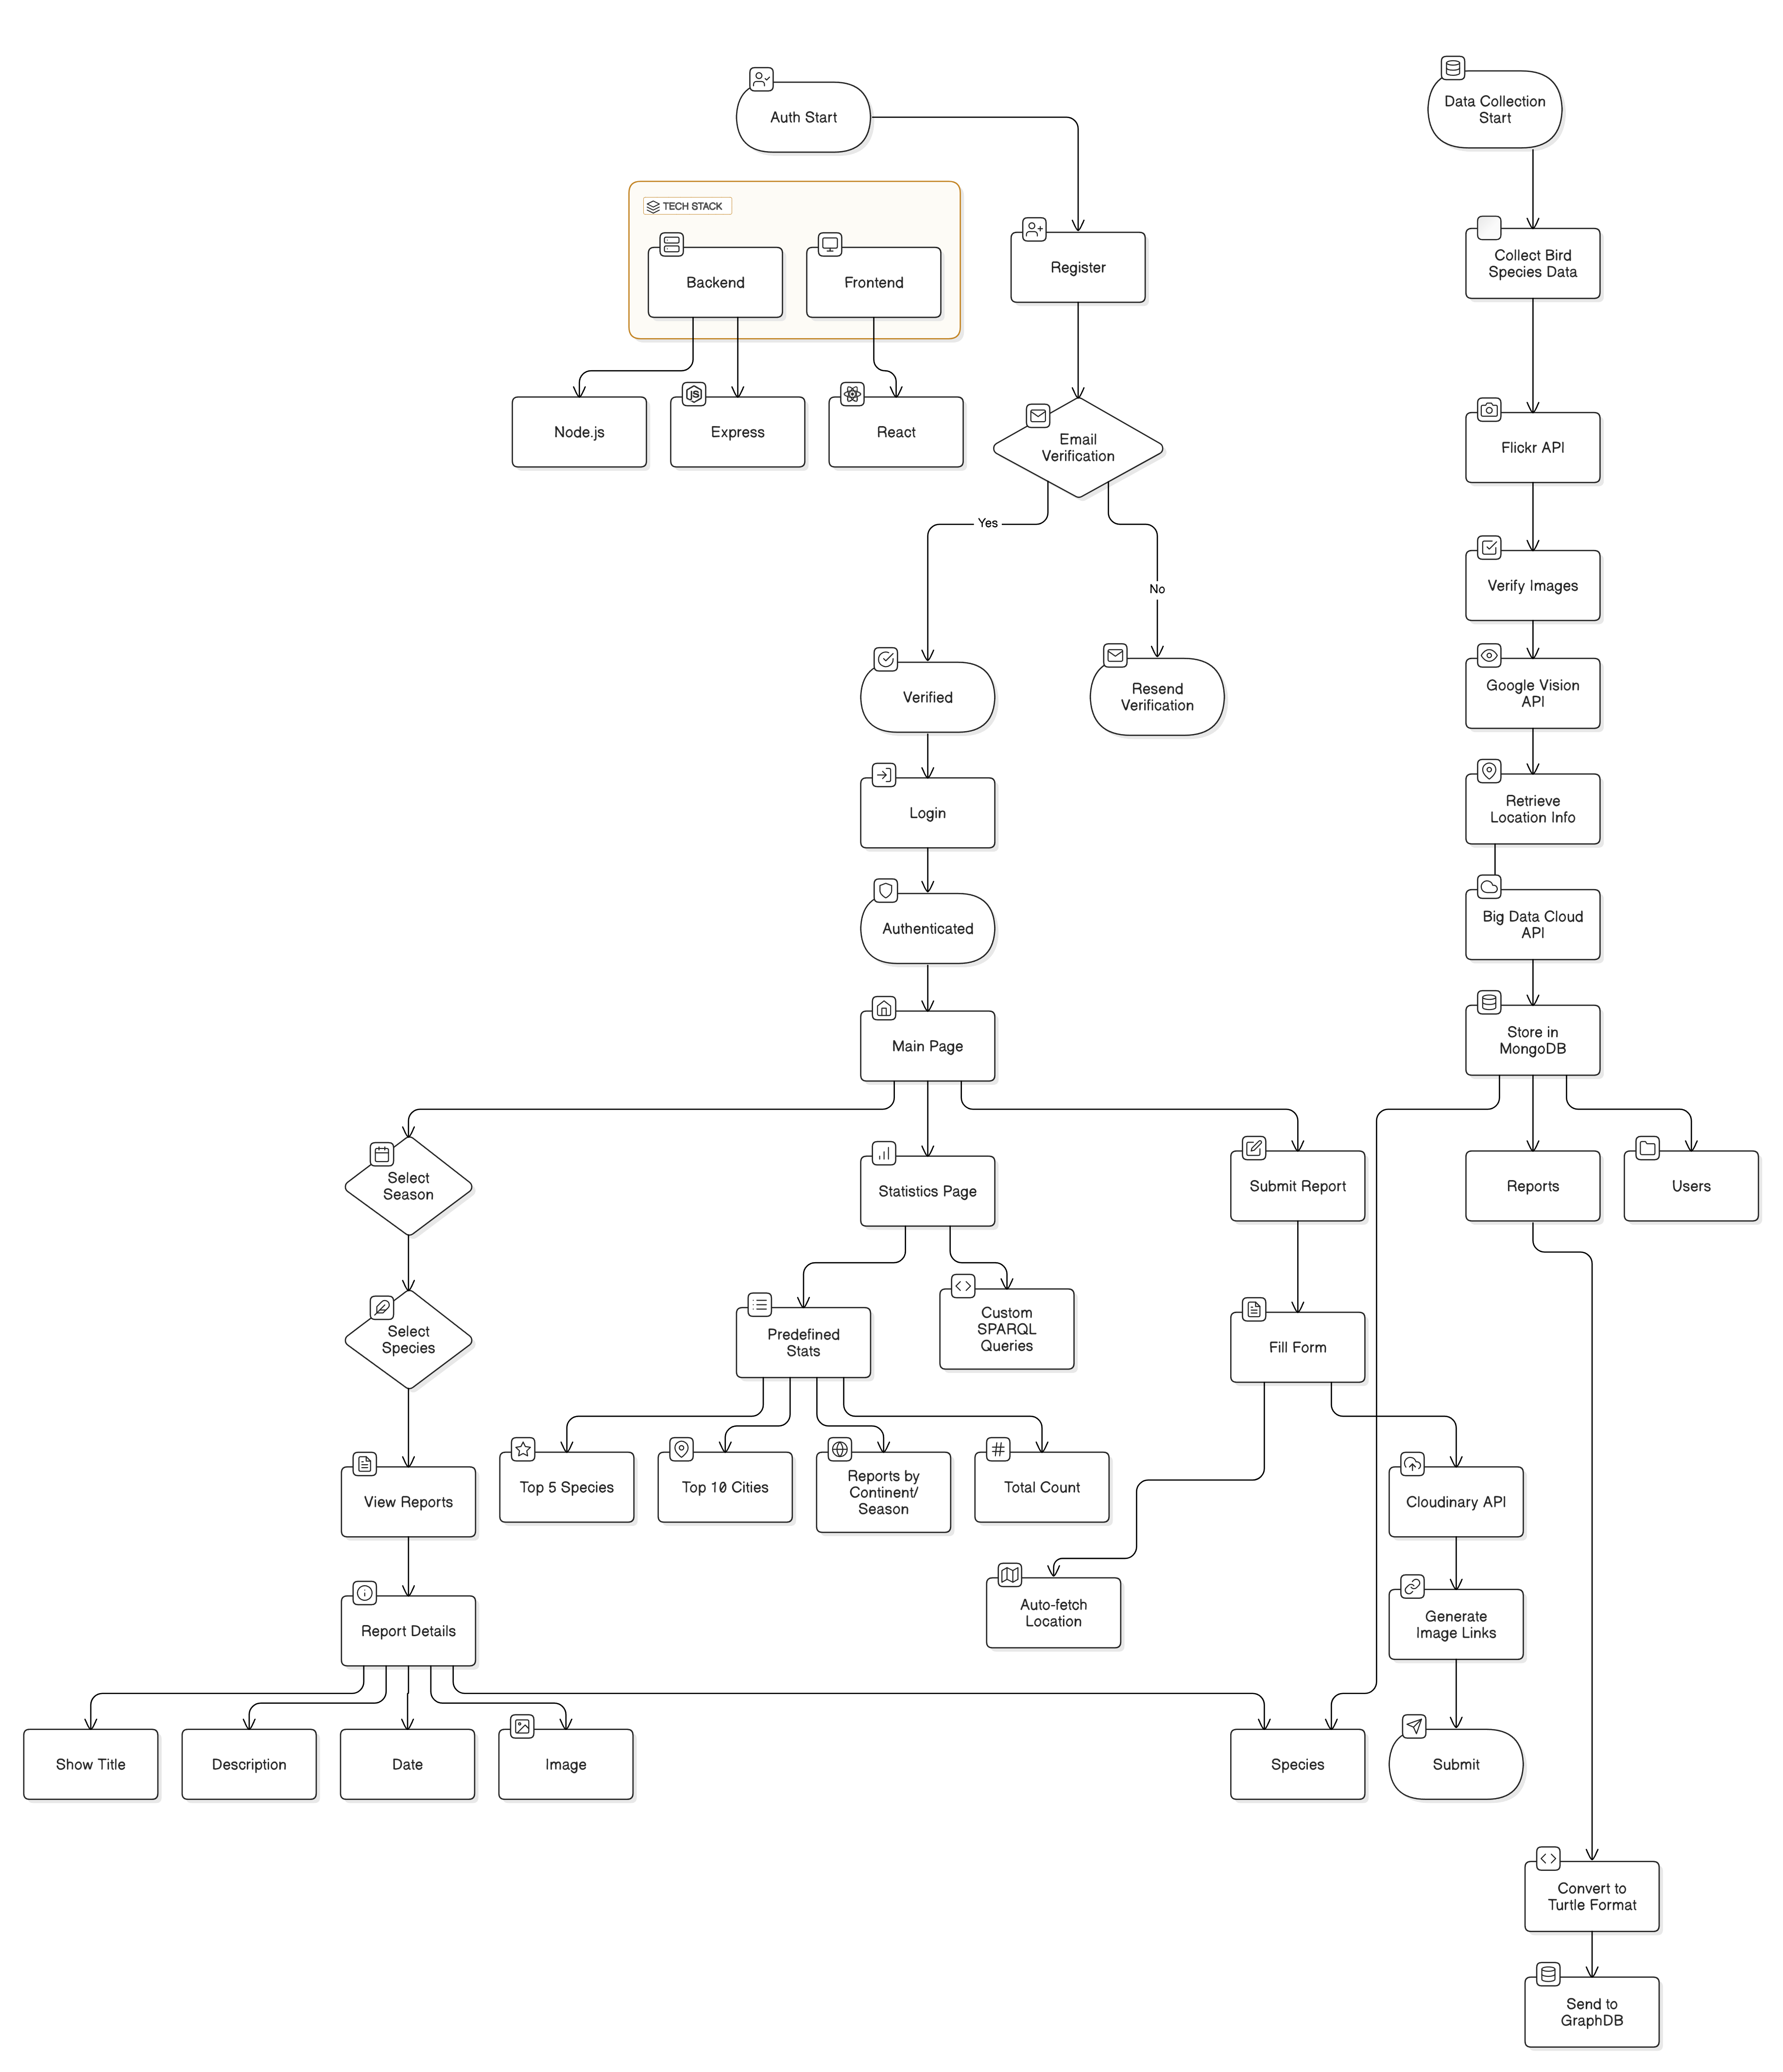 Auth Start
Data Collection
Start
TECH STACK
Backend
Frontend
Register
Collect Bird
Species Data
Node.js
JS
Express
React
Email
Verification
Flickr API
Yes
No
Verify Images
Verified
Resend
Verification
Google Vision
API
Login
Retrieve
Location Info
Authenticated
Big Data Cloud
API
Main Page
Store in
MongoDB
Select
Season
Statistics Page
Submit Report
Reports
Users
Select
Species
Predefined
Stats
Custom
SPARQL
Queries
Fill Form
View Reports
Top 5 Species
Top 10 Cities
Reports by
Continent/
Season
Total Count
Cloudinary API
Report Details
Auto-fetch
Location
Generate
Image Links
Show Title
Description
Date
Image
Species
Submit
Convert to
Turtle Format
Send to
GraphDB